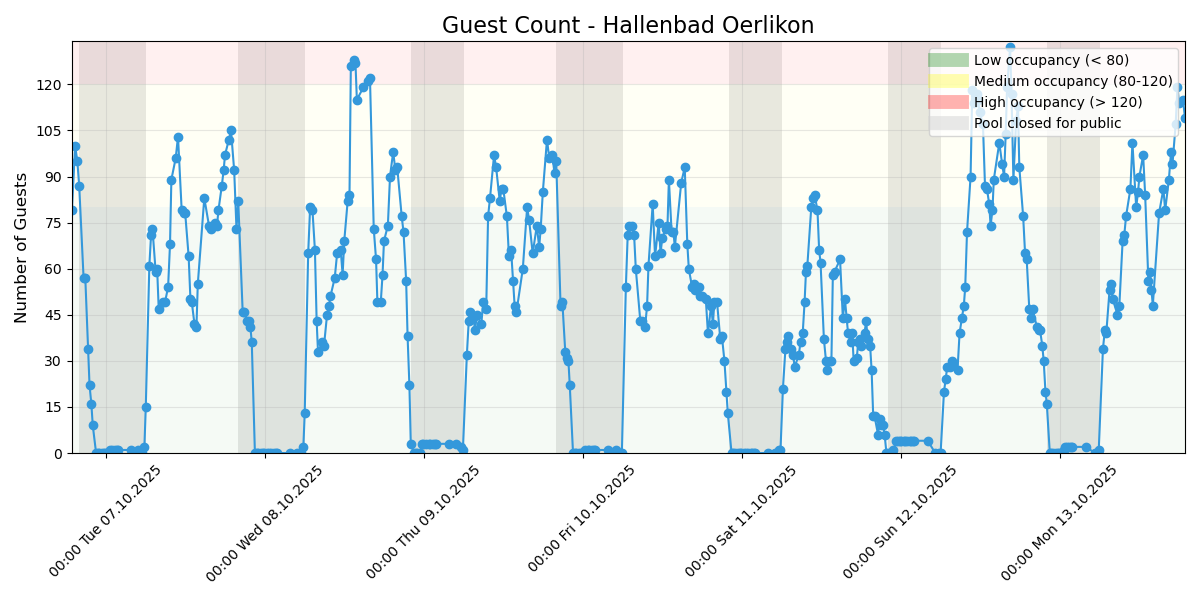 Guest Count - Hallenbad Oerlikon
Number of Guests
120
105
90
75
60
45
30
15
0
Low occupancy (< 80)
Medium occupancy (80-120)
High occupancy (> 120)
Pool closed for public
00:00 Tue 07.10.2025
00:00 Wed 08.10.2025
00:00 Thu 09.10.2025
00:00 Fri 10.10.2025
00:00 Sat 11.10.2025
00:00 Sun 12.10.2025
00:00 Mon 13.10.2025